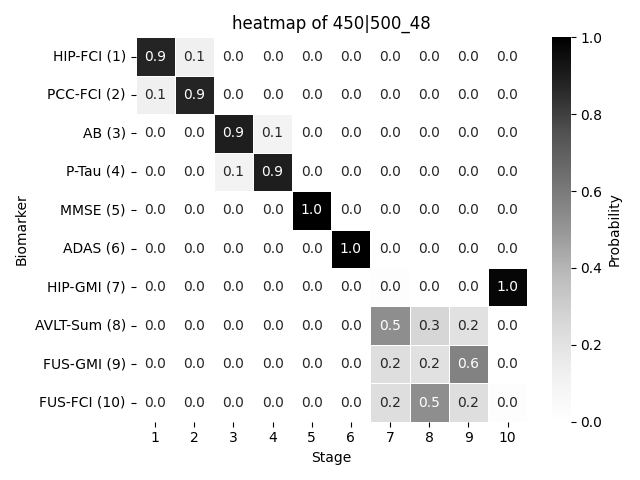 heatmap of 450|500_48
HIP-FCI (1) 0.9 0.1 0.0 0.0 0.0 0.0 0.0 0.0 0.0 0.0
PCC-FCI (2) 0.1 0.9 0.0 0.0 0.0 0.0 0.0 0.0 0.0 0.0
AB (3) 0.0 0.0 0.9 0.1 0.0 0.0 0.0 0.0 0.0 0.0
P-Tau (4) 0.0 0.0 0.1 0.9 0.0 0.0 0.0 0.0 0.0 0.0
MMSE (5) 0.0 0.0 0.0 0.0 1.0 0.0 0.0 0.0 0.0 0.0
ADAS (6) 0.0 0.0 0.0 0.0 0.0 1.0 0.0 0.0 0.0 0.0
HIP-GMI (7) 0.0 0.0 0.0 0.0 0.0 0.0 0.0 0.0 0.0 1.0
AVLT-Sum (8) 0.0 0.0 0.0 0.0 0.0 0.0 0.5 0.3 0.2 0.0
FUS-GMI (9) 0.0 0.0 0.0 0.0 0.0 0.0 0.2 0.2 0.6 0.0
FUS-FCI (10) 0.0 0.0 0.0 0.0 0.0 0.0 0.2 0.5 0.2 0.0
1 2 3 4 5 6 7 8 9 10
Stage
Biomarker
1.0
0.8
0.6
0.4
0.2
0.0
Probability